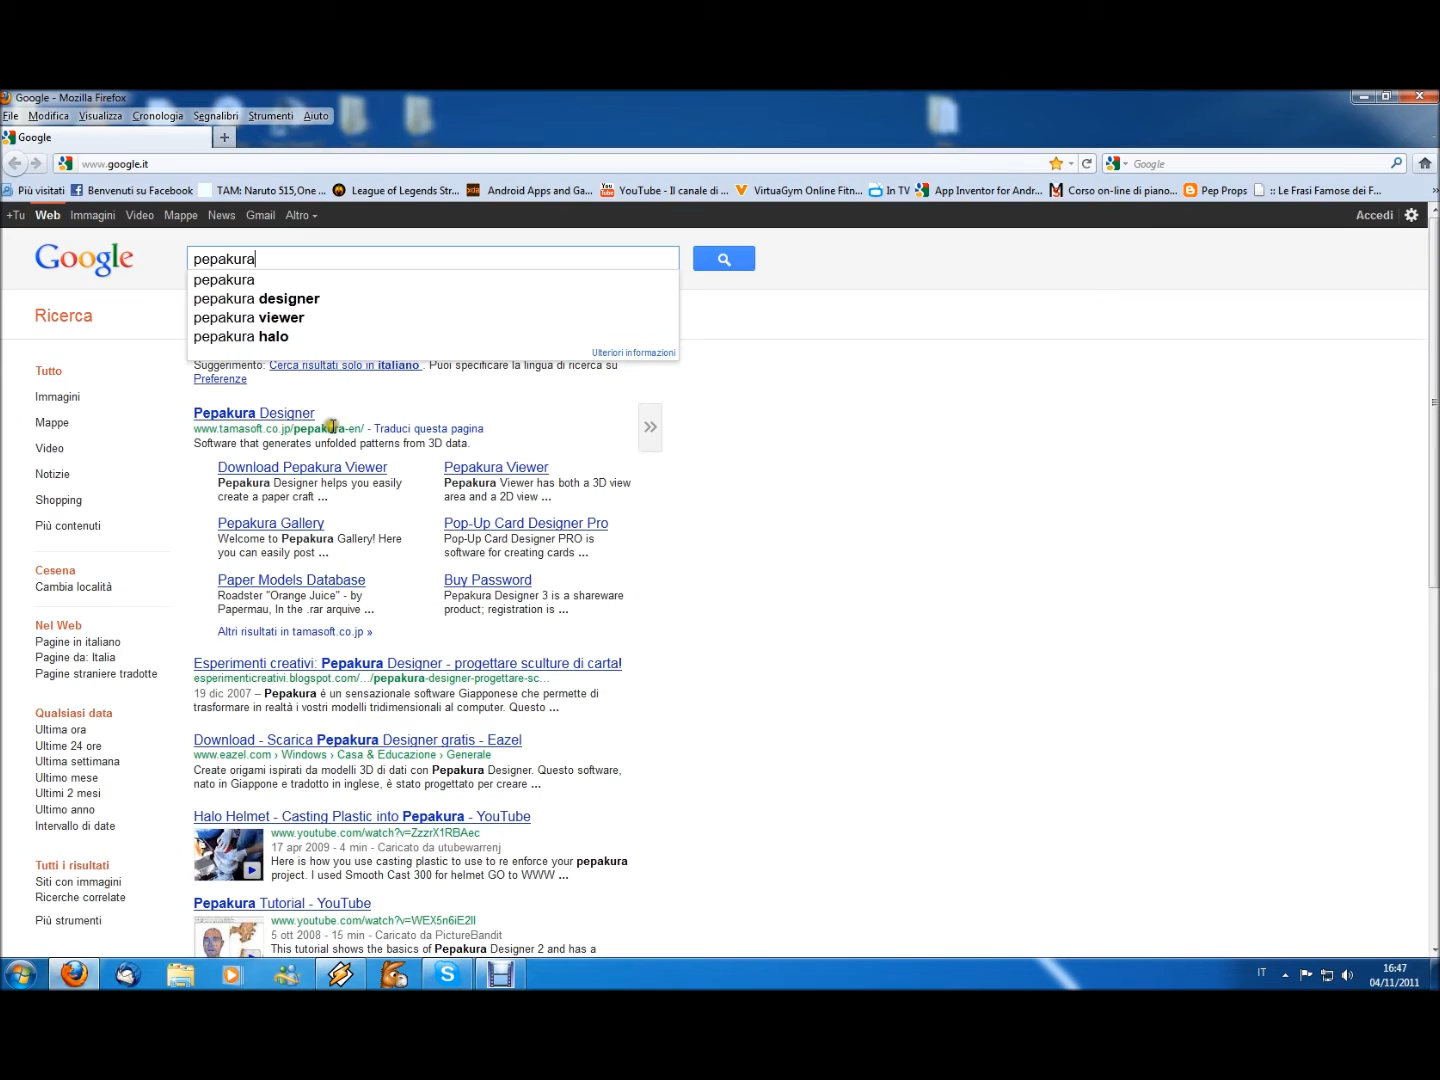 Google - Mozilla Firefox
File Modifica Visualizza Cronologia Segnalibri Strumenti Aiuto
Google +
www.google.it Google
Più visitati Benvenuti su Facebook TAM: Naruto 515,One ... League of Legends Str... Android Apps and Ga... YouTube - Il canale di ... VirtuaGym Online Fitn... IN TV App Inventor for Andr... Corso on-line di piano... Pep Props :: Le Frasi Famose dei F...
+Tu Web Immagini Video Mappe News Gmail Altro Accedi
Google pepakura
pepakura
pepakura designer
pepakura viewer
pepakura halo
Ulteriori informazioni
Ricerca
Tutto
Immagini
Mappe
Video
Notizie
Shopping
Più contenuti
Cesena
Cambia località
Nel Web
Pagine in italiano
Pagine da: Italia
Pagine straniere tradotte
Qualsiasi data
Ultima ora
Ultime 24 ore
Ultima settimana
Ultimo mese
Ultimi 2 mesi
Ultimo anno
Intervallo di date
Tutti i risultati
Siti con immagini
Ricerche correlate
Più strumenti
Suggerimento: Cerca risultati solo in italiano . Puoi specificare la lingua di ricerca su
Preferenze
Pepakura Designer
www.tamasoft.co.jp/pepakura-en/ - Traduci questa pagina
Software that generates unfolded patterns from 3D data.
Download Pepakura Viewer
Pepakura Designer helps you easily
create a paper craft ...
Pepakura Viewer
Pepakura Viewer has both a 3D view
area and a 2D view ...
Pepakura Gallery
Welcome to Pepakura Gallery! Here
you can easily post ...
Pop-Up Card Designer Pro
Pop-Up Card Designer PRO is
software for creating cards ...
Paper Models Database
Roadster "Orange Juice" - by
Papermau, In the .rar arquive ...
Buy Password
Pepakura Designer 3 is a shareware
product; registration is ...
Altri risultati in tamasoft.co.jp »
Esperimenti creativi: Pepakura Designer - progettare sculture di carta!
esperimenticreativi.blogspot.com/.../pepakura-designer-progettare-sc...
19 dic 2007 – Pepakura è un sensazionale software Giapponese che permette di
trasformare in realtà i vostri modelli tridimensionali al computer. Questo ...
Download - Scarica Pepakura Designer gratis - Eazel
www.eazel.com › Windows › Casa & Educazione › Generale
Create origami ispirati da modelli 3D di dati con Pepakura Designer. Questo software,
nato in Giappone e tradotto in inglese, è stato progettato per creare ...
Halo Helmet - Casting Plastic into Pepakura - YouTube
www.youtube.com/watch?v=ZzzrX1RBAec
17 apr 2009 - 4 min - Caricato da utubewarrenj
Here is how you use casting plastic to use to re enforce your pepakura
project. I used Smooth Cast 300 for helmet GO to WWW ...
Pepakura Tutorial - YouTube
www.youtube.com/watch?v=WEX5n6iE2lI
5 ott 2008 - 15 min - Caricato da PictureBandit
This tutorial shows the basics of Pepakura Designer 2 and has a
IT 16:47
04/11/2011